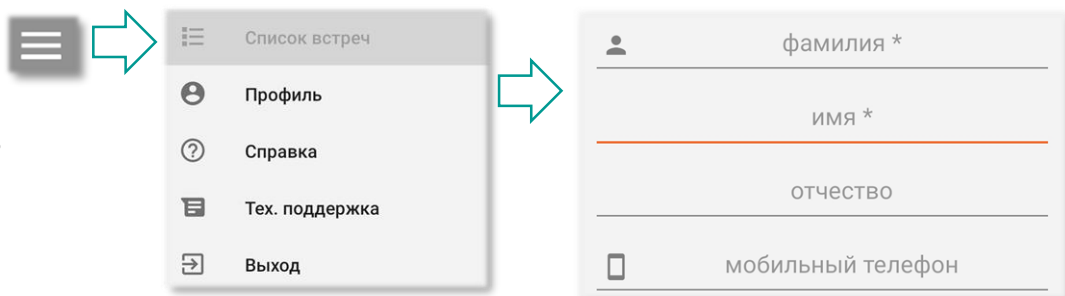 Список встреч
Профиль
Справка
Тех. поддержка
Выход
фамилия *
имя *
отчество
мобильный телефон